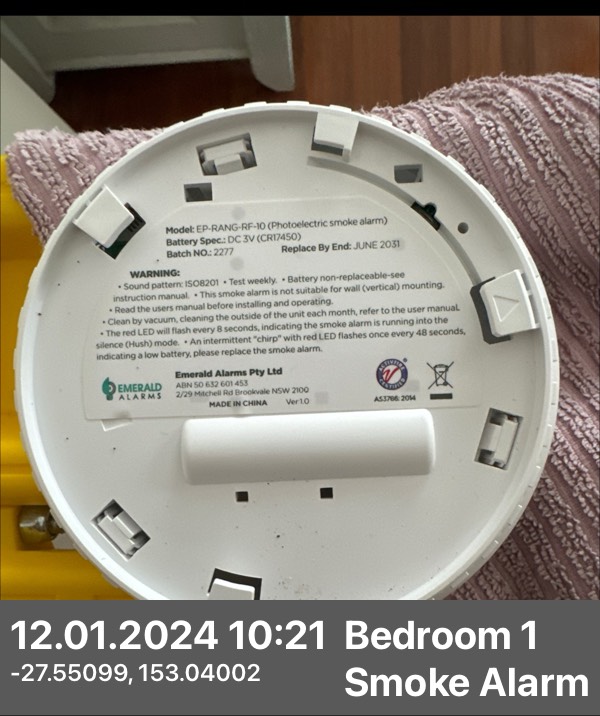 Model: EP-RANG-RF-10 (Photoelectric smoke alarm)
Battery Spec.: DC 3V (CR17450)
Batch NO.: 2277 Replace By End: JUNE 2031
WARNING:
• Sound pattern: ISO8201 • Test weekly. • Battery non-replaceable-see
instruction manual. • This smoke alarm is not suitable for wall (vertical) mounting.
• Read the users manual before installing and operating.
• Clean by vacuum, cleaning the outside of the unit each month, refer to the user manual.
• The red LED will flash every 8 seconds, indicating the smoke alarm is running into the
silence (Hush) mode. • An intermittent "chirp" with red LED flashes once every 48 seconds,
indicating a low battery, please replace the smoke alarm.
EMERALD
ALARMS
Emerald Alarms Pty Ltd
ABN 50 632 601 453
2/29 Mitchell Rd Brookvale NSW 2100
MADE IN CHINA Ver1.0
AS3786: 2014
12.01.2024 10:21
-27.55099, 153.04002
Bedroom 1
Smoke Alarm